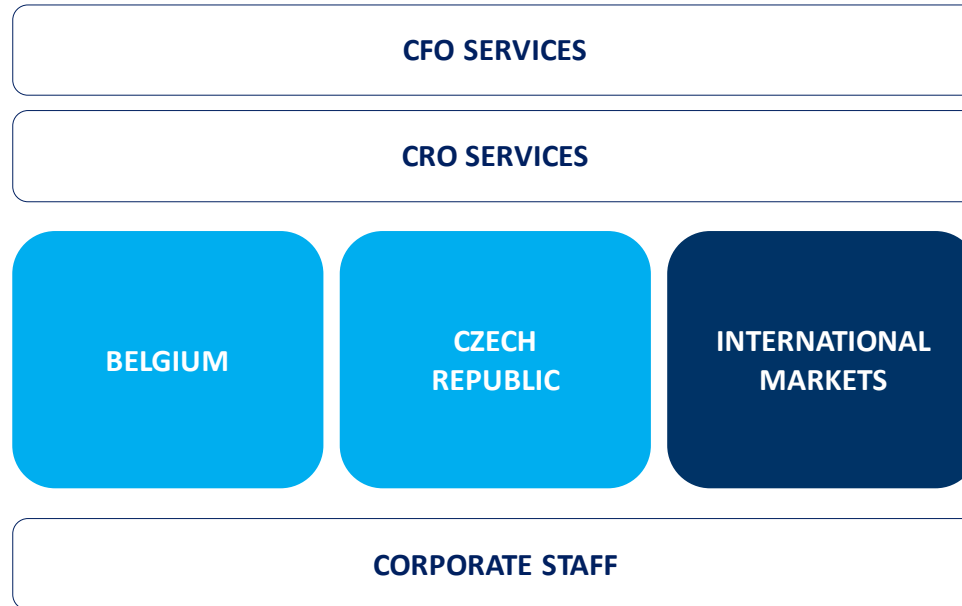 CFO SERVICES
CRO SERVICES
BELGIUM
CZECH
REPUBLIC
INTERNATIONAL
MARKETS
CORPORATE STAFF